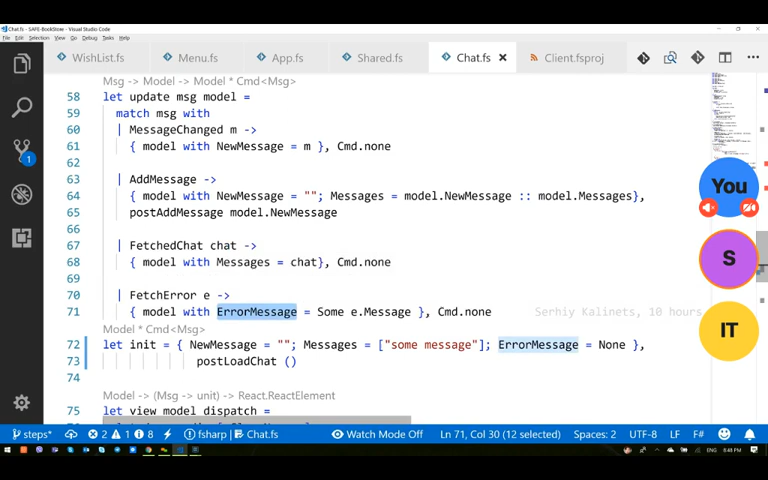 Chat.fs - SAFE-BookStore - Visual Studio Code
File Edit Selection View Go Debug Tasks Help
WishList.fs Menu.fs App.fs Shared.fs Chat.fs Client.fsproj
Msg -> Model -> Model * Cmd<Msg>
58 let update msg model =
59 match msg with
60 | MessageChanged m ->
61 { model with NewMessage = m }, Cmd.none
62
63 | AddMessage ->
64 { model with NewMessage = ""; Messages = model.NewMessage :: model.Messages},
65 postAddMessage model.NewMessage
66
67 | FetchedChat chat ->
68 { model with Messages = chat}, Cmd.none
69
70 | FetchError e ->
71 { model with ErrorMessage = Some e.Message }, Cmd.none Serhiy Kalinets, 10 hours
Model * Cmd<Msg>
72 let init = { NewMessage = ""; Messages = ["some message"]; ErrorMessage = None },
73 postLoadChat ()
74
Model -> (Msg -> unit) -> React.ReactElement
75 let view model dispatch =
You
S
IT
1
steps* 2 1 8 fsharp Chat.fs Watch Mode Off Ln 71, Col 30 (12 selected) Spaces: 2 UTF-8 LF F#
ENG 8:48 PM